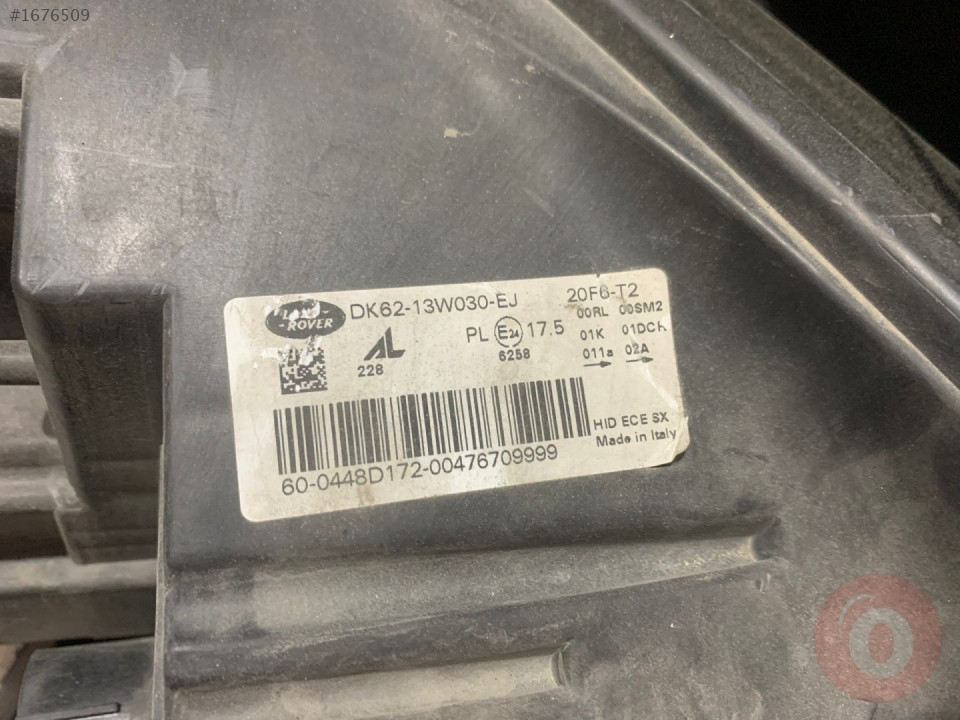 #1676509
LAND
-ROVER
DK62-13W030-EJ
20F6-T2
00RL 00SM2
PL E24 17.5
01K 01DCR
AL
6258
011a 02A
228
HID ECE SX
Made in Italy
60-0448D172-00476709999
O